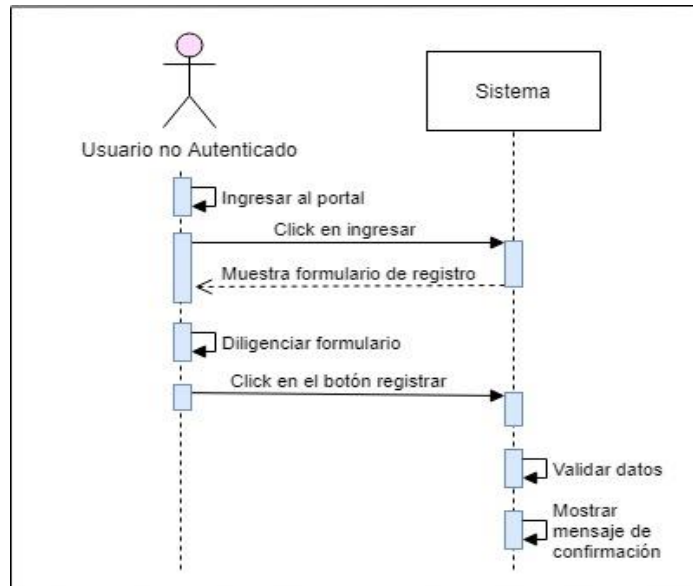 Sistema
Usuario no Autenticado
Ingresar al portal
Click en ingresar
Muestra formulario de registro
Diligenciar formulario
Click en el botón registrar
Validar datos
Mostrar
mensaje de
confirmación